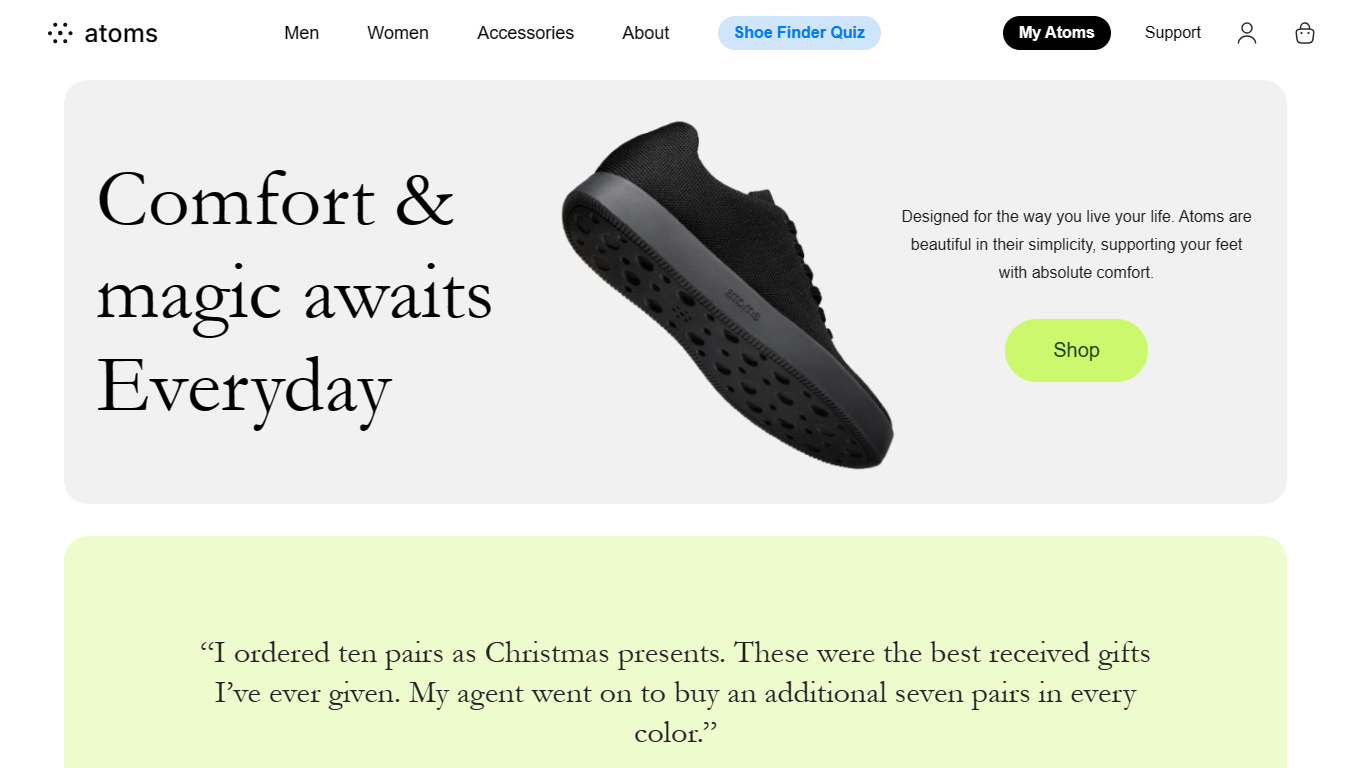 atoms
Men
Women
Accessories
About
Shoe Finder Quiz
My Atoms
Support
Comfort &
magic awaits
Everyday
atoms
Designed for the way you live your life. Atoms are
beautiful in their simplicity, supporting your feet
with absolute comfort.
Shop
“I ordered ten pairs as Christmas presents. These were the best received gifts
I’ve ever given. My agent went on to buy an additional seven pairs in every
color.”